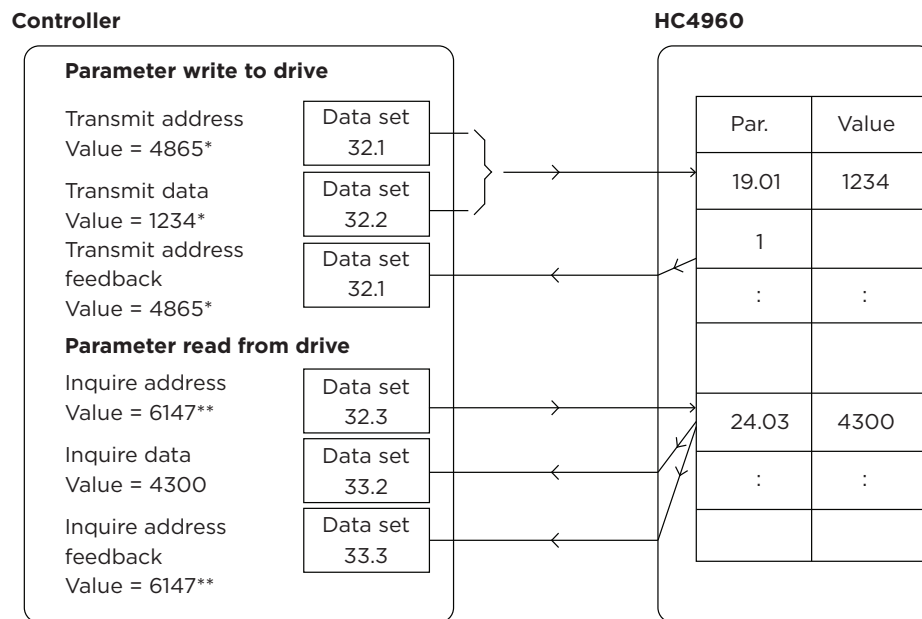 Controller
HC4960
Parameter write to drive
Transmit address
Value = 4865*
Data set
32.1
Transmit data
Value = 1234*
Data set
32.2
Transmit address
feedback
Value = 4865*
Data set
32.1
Parameter read from drive
Inquire address
Value = 6147**
Data set
32.3
Inquire data
Value = 4300
Data set
33.2
Inquire address
feedback
Value = 6147**
Data set
33.3
Par. Value
19.01 1234
1
: :
24.03 4300
: :